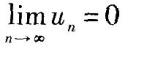 lim u_n = 0
n→∞